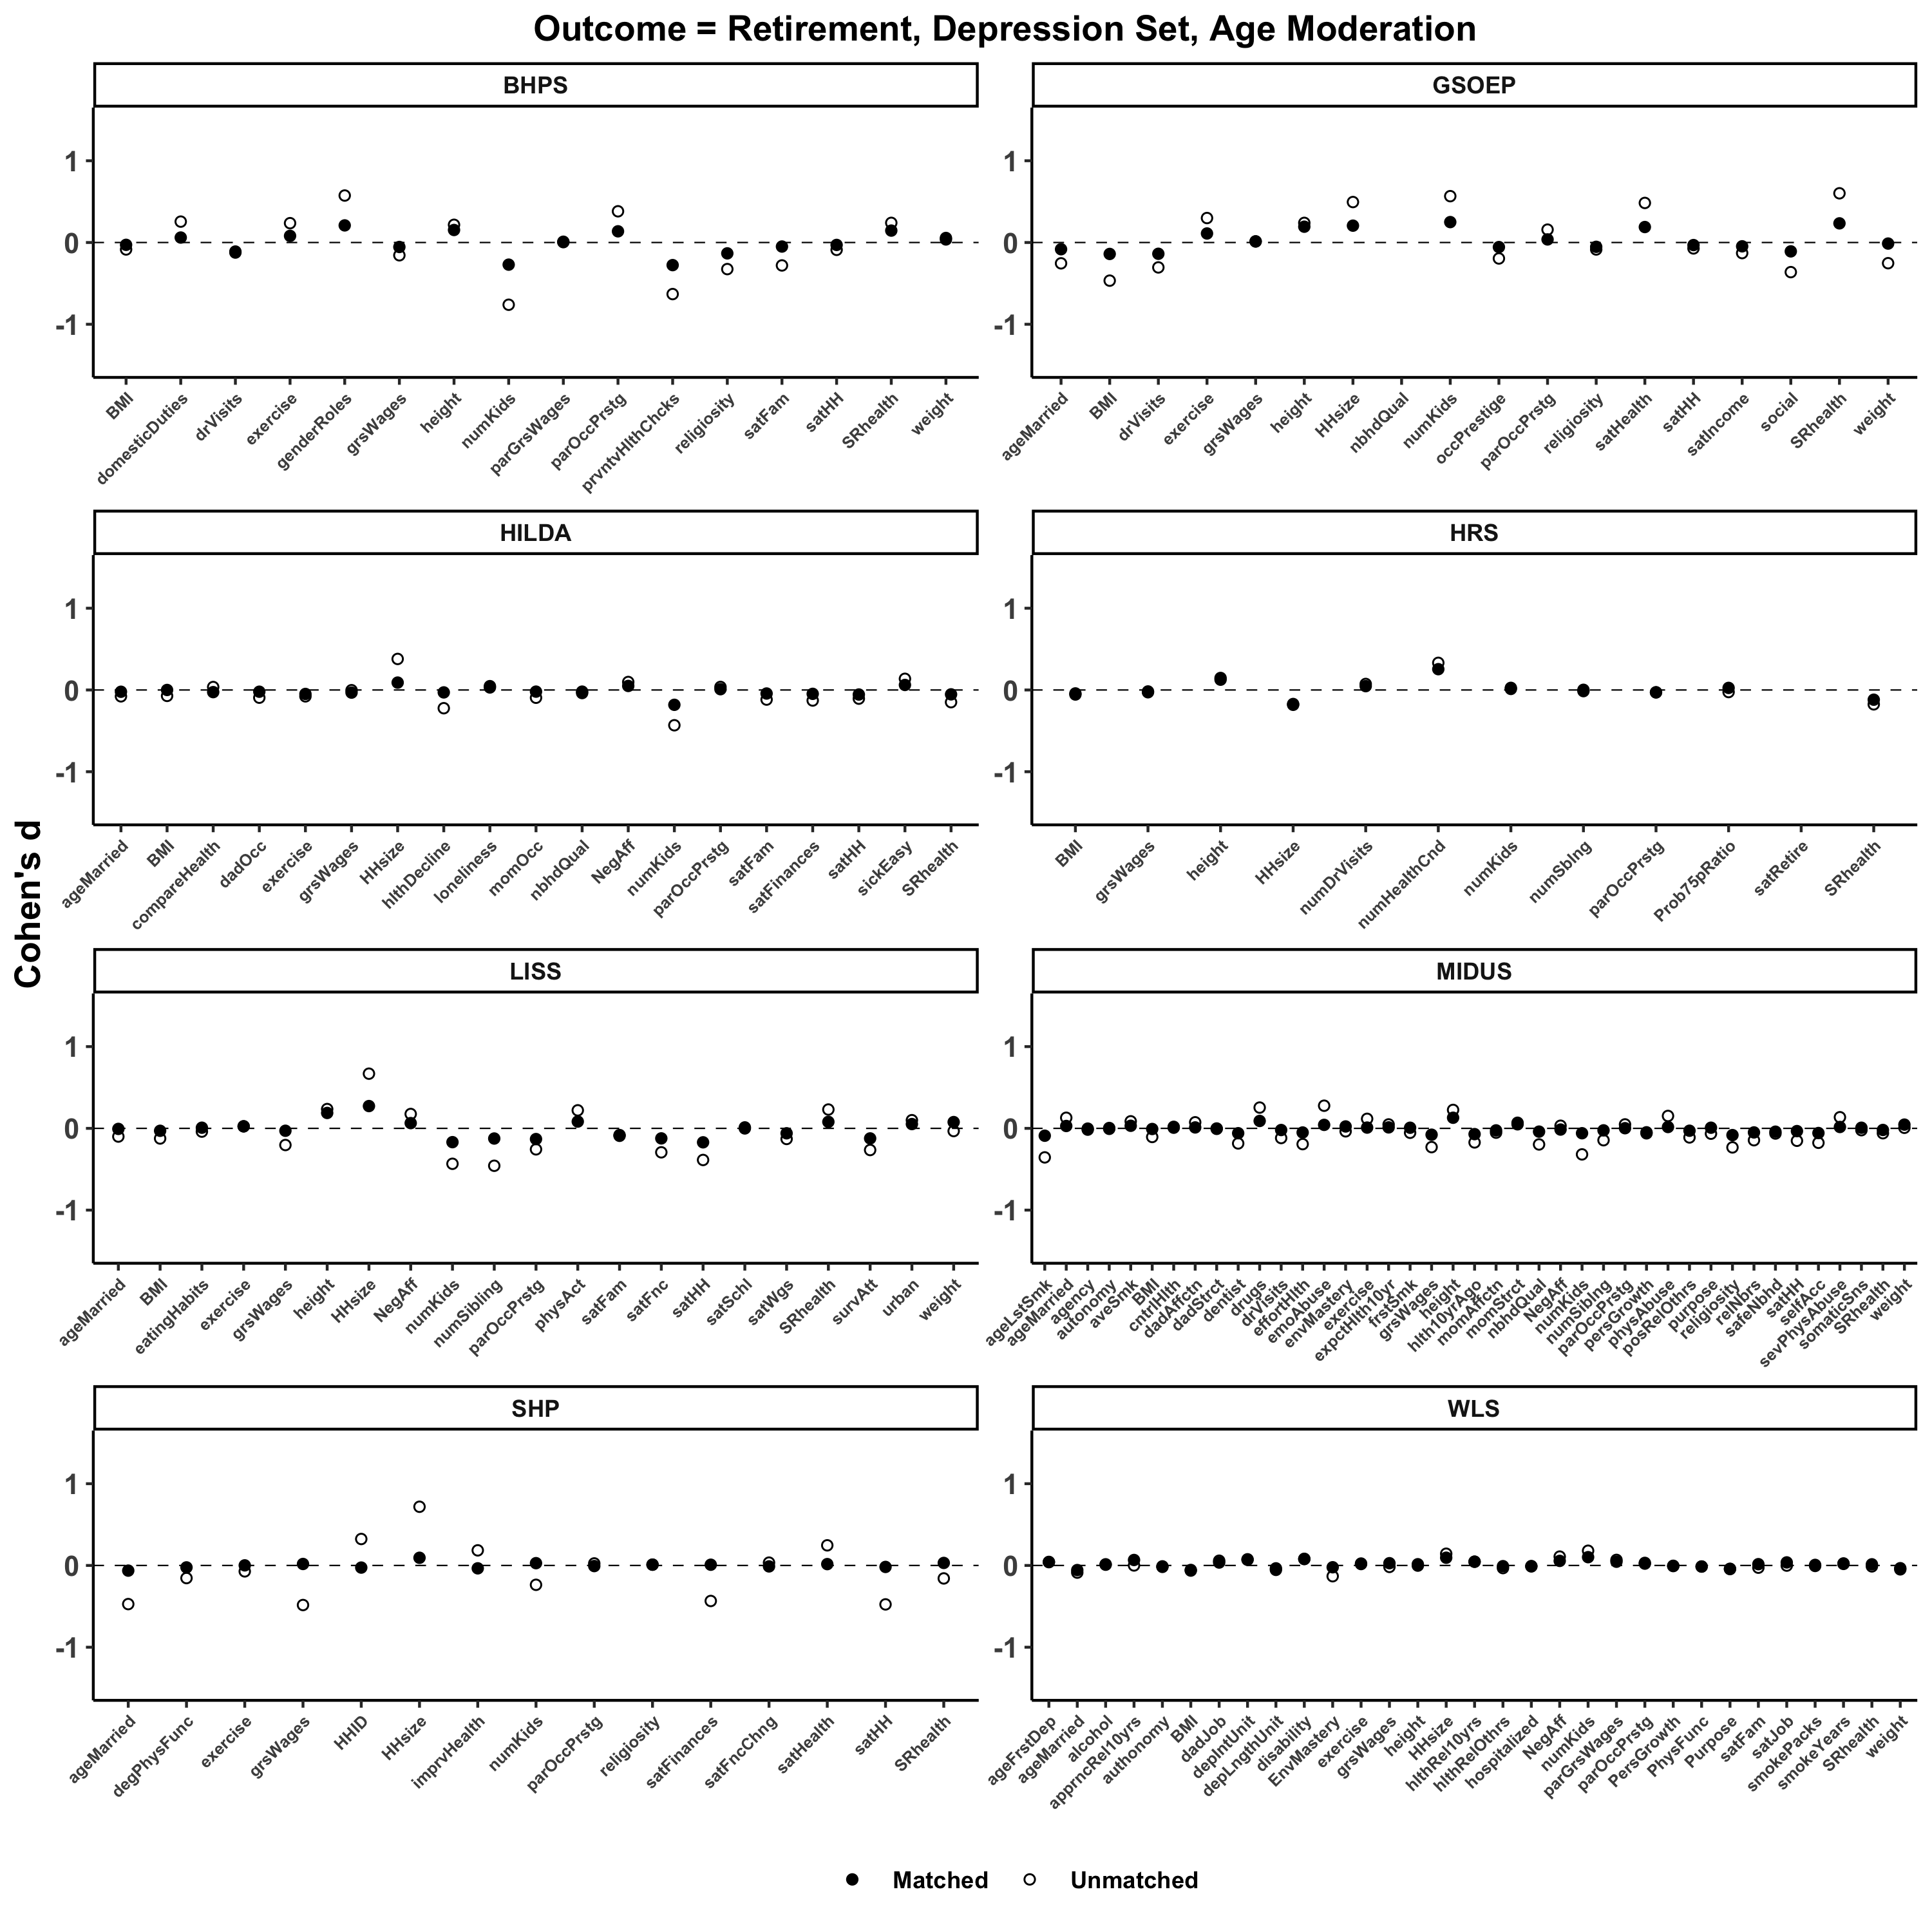 Outcome = Retirement, Depression Set, Age Moderation
Cohen's d
BHPS
1
0
-1
BMI
domesticDuties
drVisits
exercise
genderRoles
grsWages
height
numKids
parGrsWages
parOccPrstg
prvntvHlthChcks
religiosity
satFam
satHH
SRhealth
weight
GSOEP
1
0
-1
ageMarried
BMI
drVisits
exercise
grsWages
height
HHsize
nbhdQual
numKids
occPrestige
parOccPrstg
religiosity
satHealth
satHH
satIncome
social
SRhealth
weight
HILDA
1
0
-1
ageMarried
BMI
compareHealth
dadOcc
exercise
grsWages
HHsize
hlthDecline
loneliness
momOcc
nbhdQual
NegAff
numKids
parOccPrstg
satFam
satFinances
satHH
sickEasy
SRhealth
HRS
1
0
-1
BMI
grsWages
height
HHsize
numDrVisits
numHealthCnd
numKids
numSblng
parOccPrstg
Prob75pRatio
satRetire
SRhealth
LISS
1
0
-1
ageMarried
BMI
eatingHabits
exercise
grsWages
height
HHsize
NegAff
numKids
numSibling
parOccPrstg
physAct
satFam
satFnc
satHH
satSchl
satWgs
SRhealth
survAtt
urban
weight
MIDUS
1
0
-1
ageLstSmk
ageMarried
agency
autonomy
aveSmk
BMI
cntrlHlth
dadAffctn
dadStrct
dentist
drugs
drVisits
effortHlth
emoAbuse
envMastery
exercise
expctHlth10yr
frstSmk
grsWages
height
hlth10yrAgo
momAffctn
momStrct
nbhdQual
NegAff
numKids
numSiblng
parOccPrstg
persGrowth
physAbuse
posRelOthrs
purpose
religiosity
relNbrs
safeNbhd
satHH
selfAcc
sevPhysAbuse
somaticSns
SRhealth
weight
SHP
1
0
-1
ageMarried
degPhysFunc
exercise
grsWages
HHID
HHsize
imprvHealth
numKids
parOccPrstg
religiosity
satFinances
satFncChng
satHealth
satHH
SRhealth
WLS
1
0
-1
ageFrstDep
ageMarried
alcohol
apprncRel10yrs
authonomy
BMI
dadJob
depIntUnit
depLngthUnit
disability
EnvMastery
exercise
grsWages
height
HHsize
hlthRel10yrs
hlthRelOthrs
hospitalized
NegAff
numKids
parGrsWages
parOccPrstg
PersGrowth
PhysFunc
Purpose
satFam
satJob
smokePacks
smokeYears
SRhealth
weight
Matched
Unmatched